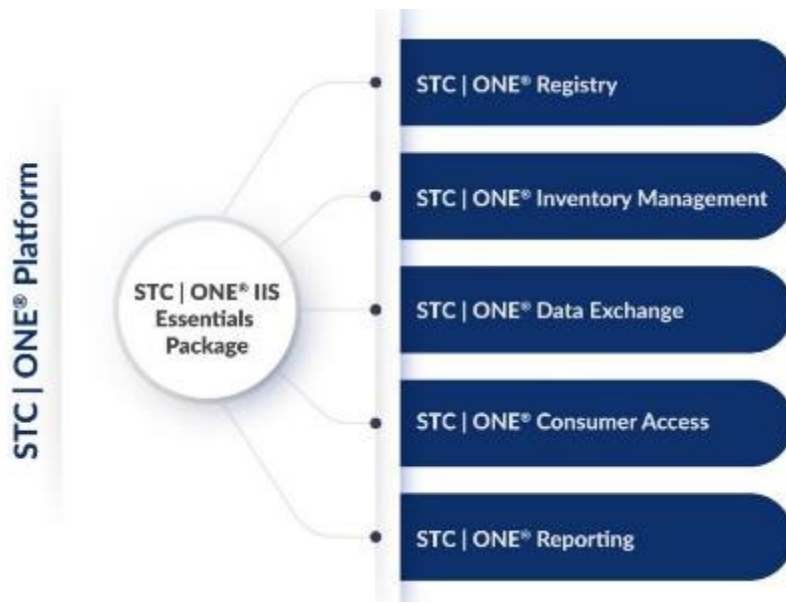 STC | ONE® Platform
STC | ONE® IIS
Essentials
Package
STC | ONE® Registry
STC | ONE® Inventory Management
STC | ONE® Data Exchange
STC | ONE® Consumer Access
STC | ONE® Reporting